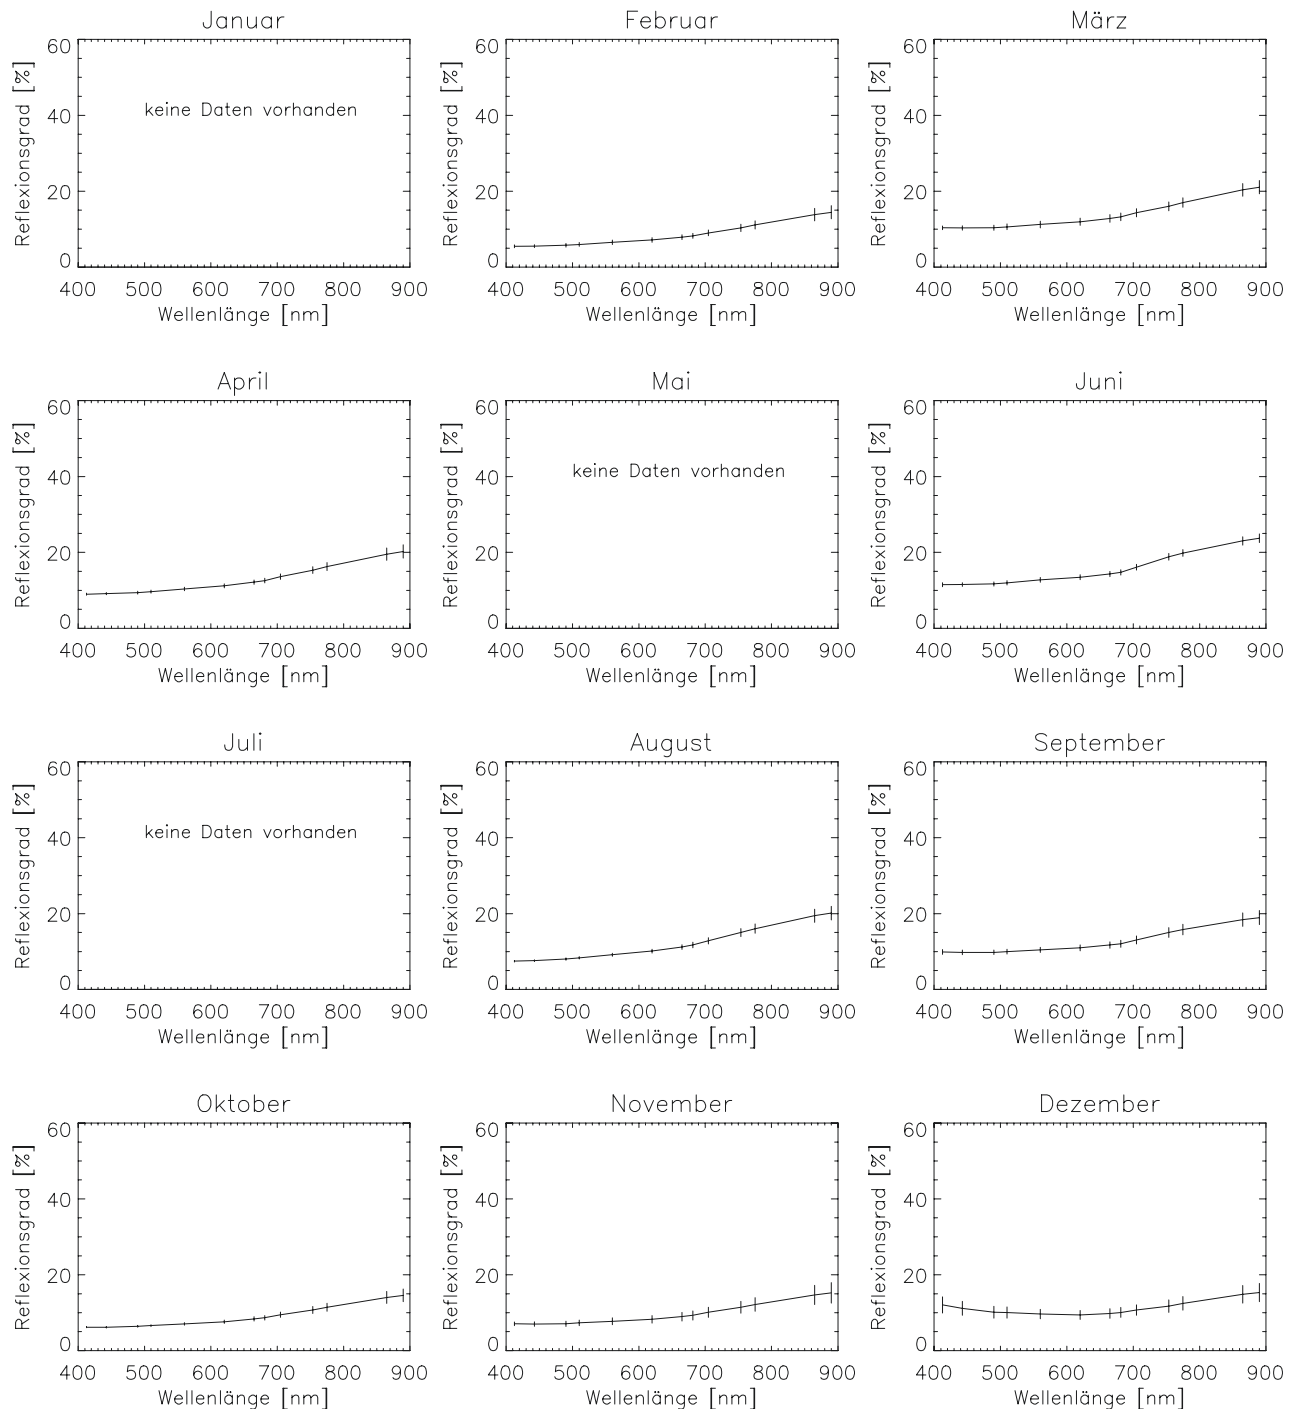 Januar
Reflexionsgrad [%]
60
40
20
0
keine Daten vorhanden
400 500 600 700 800 900
Wellenlänge [nm]
Februar
Reflexionsgrad [%]
60
40
20
0
400 500 600 700 800 900
Wellenlänge [nm]
März
Reflexionsgrad [%]
60
40
20
0
400 500 600 700 800 900
Wellenlänge [nm]
April
Reflexionsgrad [%]
60
40
20
0
400 500 600 700 800 900
Wellenlänge [nm]
Mai
Reflexionsgrad [%]
60
40
20
0
keine Daten vorhanden
400 500 600 700 800 900
Wellenlänge [nm]
Juni
Reflexionsgrad [%]
60
40
20
0
400 500 600 700 800 900
Wellenlänge [nm]
Juli
Reflexionsgrad [%]
60
40
20
0
keine Daten vorhanden
400 500 600 700 800 900
Wellenlänge [nm]
August
Reflexionsgrad [%]
60
40
20
0
400 500 600 700 800 900
Wellenlänge [nm]
September
Reflexionsgrad [%]
60
40
20
0
400 500 600 700 800 900
Wellenlänge [nm]
Oktober
Reflexionsgrad [%]
60
40
20
0
400 500 600 700 800 900
Wellenlänge [nm]
November
Reflexionsgrad [%]
60
40
20
0
400 500 600 700 800 900
Wellenlänge [nm]
Dezember
Reflexionsgrad [%]
60
40
20
0
400 500 600 700 800 900
Wellenlänge [nm]